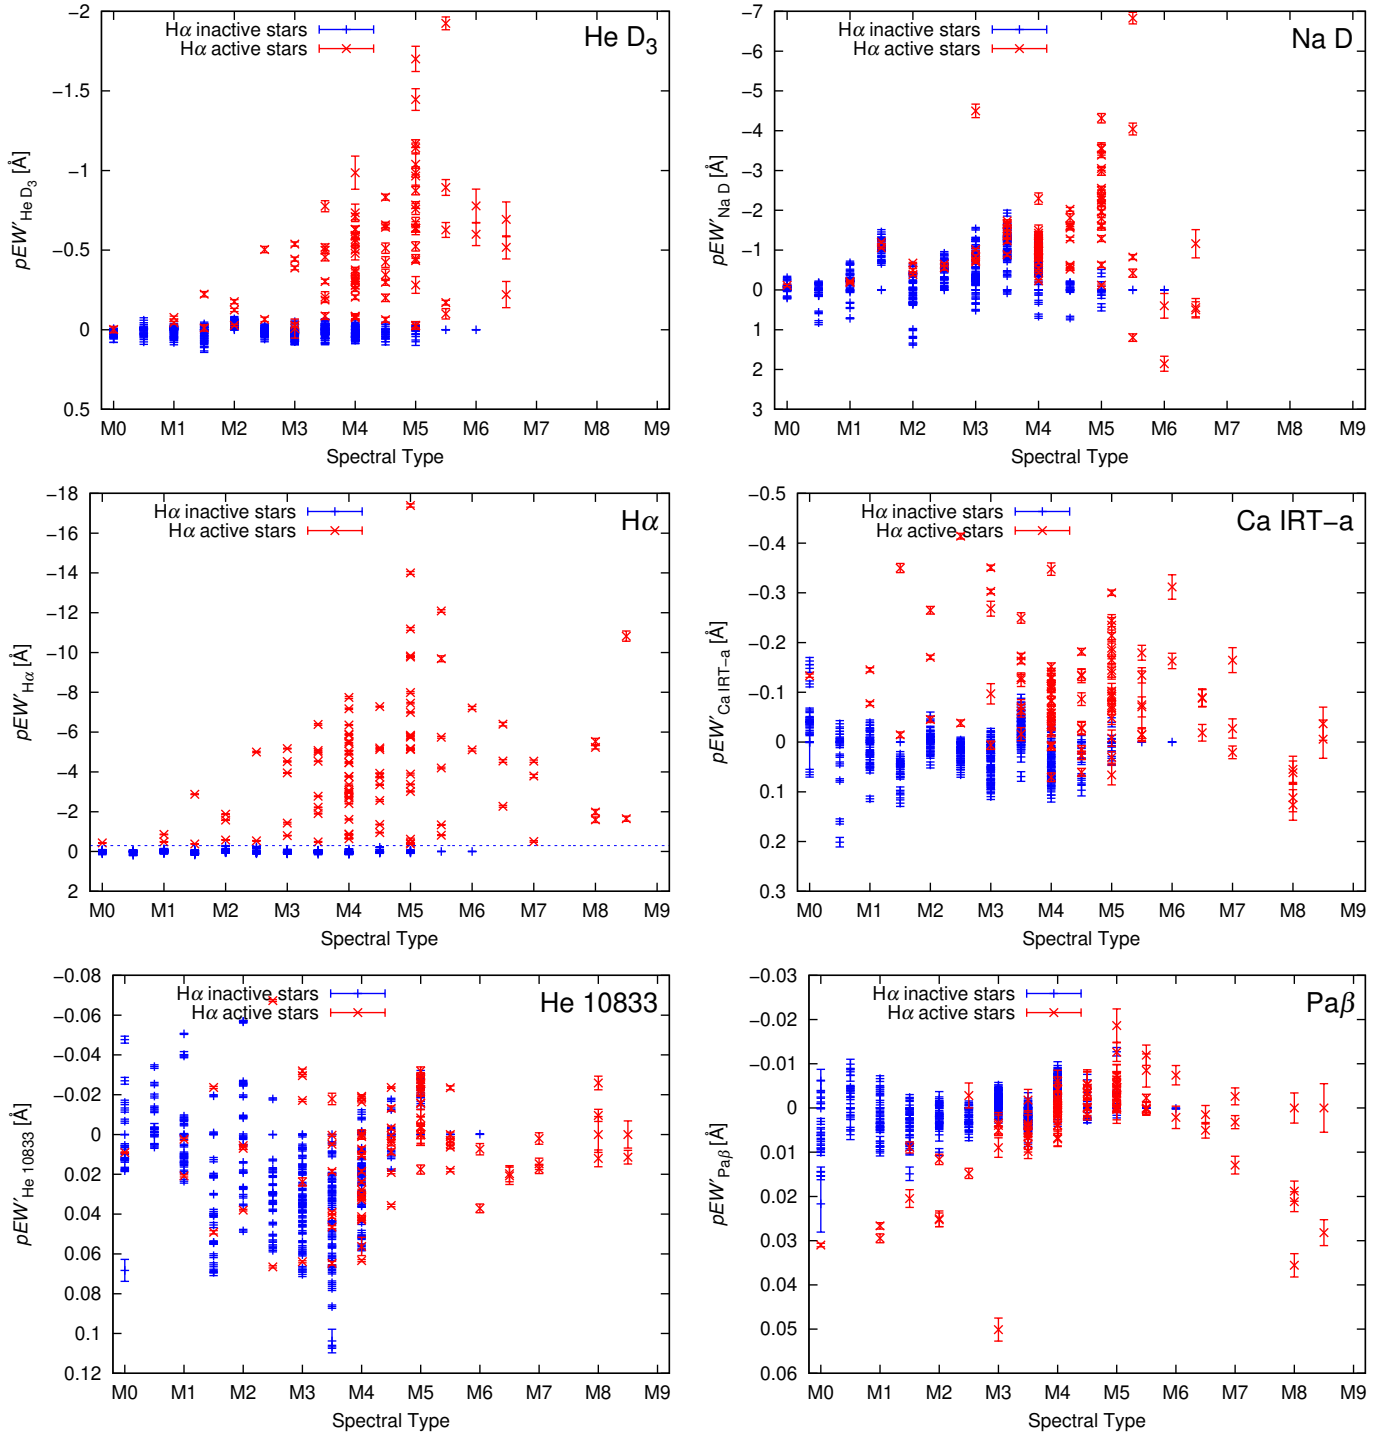 Hα inactive stars
Hα active stars
He D3
-2
-1.5
-1
-0.5
0
0.5
pEW'He D3 [Å]
M0 M1 M2 M3 M4 M5 M6 M7 M8 M9
Spectral Type
Hα inactive stars
Hα active stars
Na D
-7
-6
-5
-4
-3
-2
-1
0
1
2
3
pEW'Na D [Å]
M0 M1 M2 M3 M4 M5 M6 M7 M8 M9
Spectral Type
Hα inactive stars
Hα active stars
Hα
-18
-16
-14
-12
-10
-8
-6
-4
-2
0
2
pEW'Hα [Å]
M0 M1 M2 M3 M4 M5 M6 M7 M8 M9
Spectral Type
Hα inactive stars
Hα active stars
Ca IRT-a
-0.5
-0.4
-0.3
-0.2
-0.1
0
0.1
0.2
0.3
pEW'Ca IRT-a [Å]
M0 M1 M2 M3 M4 M5 M6 M7 M8 M9
Spectral Type
Hα inactive stars
Hα active stars
He 10833
-0.08
-0.06
-0.04
-0.02
0
0.02
0.04
0.06
0.08
0.1
0.12
pEW'He 10833 [Å]
M0 M1 M2 M3 M4 M5 M6 M7 M8 M9
Spectral Type
Hα inactive stars
Hα active stars
Paβ
-0.03
-0.02
-0.01
0
0.01
0.02
0.03
0.04
0.05
0.06
pEW'Paβ [Å]
M0 M1 M2 M3 M4 M5 M6 M7 M8 M9
Spectral Type